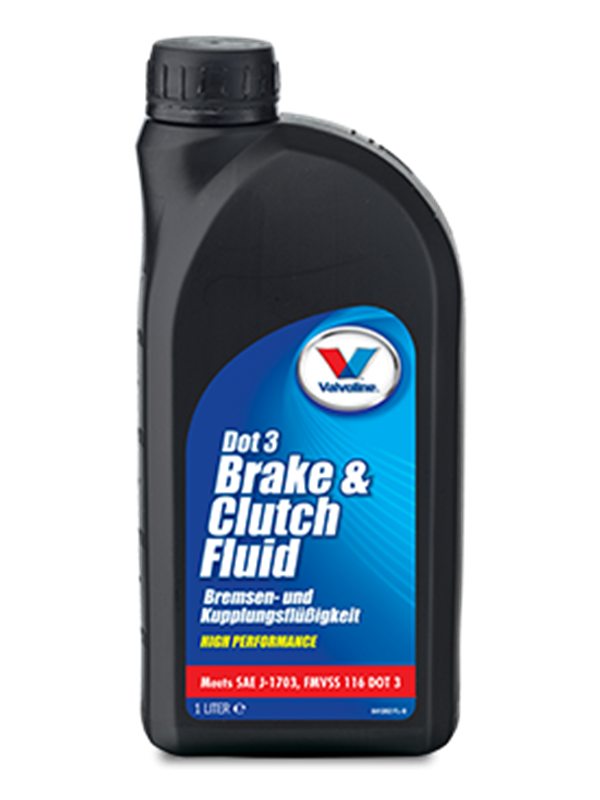 Valvoline
Dot 3
Brake &
Clutch
Fluid
Bremsen- und
Kupplungsflüßigkeit
HIGH PERFORMANCE
Meets SAE J-1703, FMVSS 116 DOT 3
1 LITER ℮